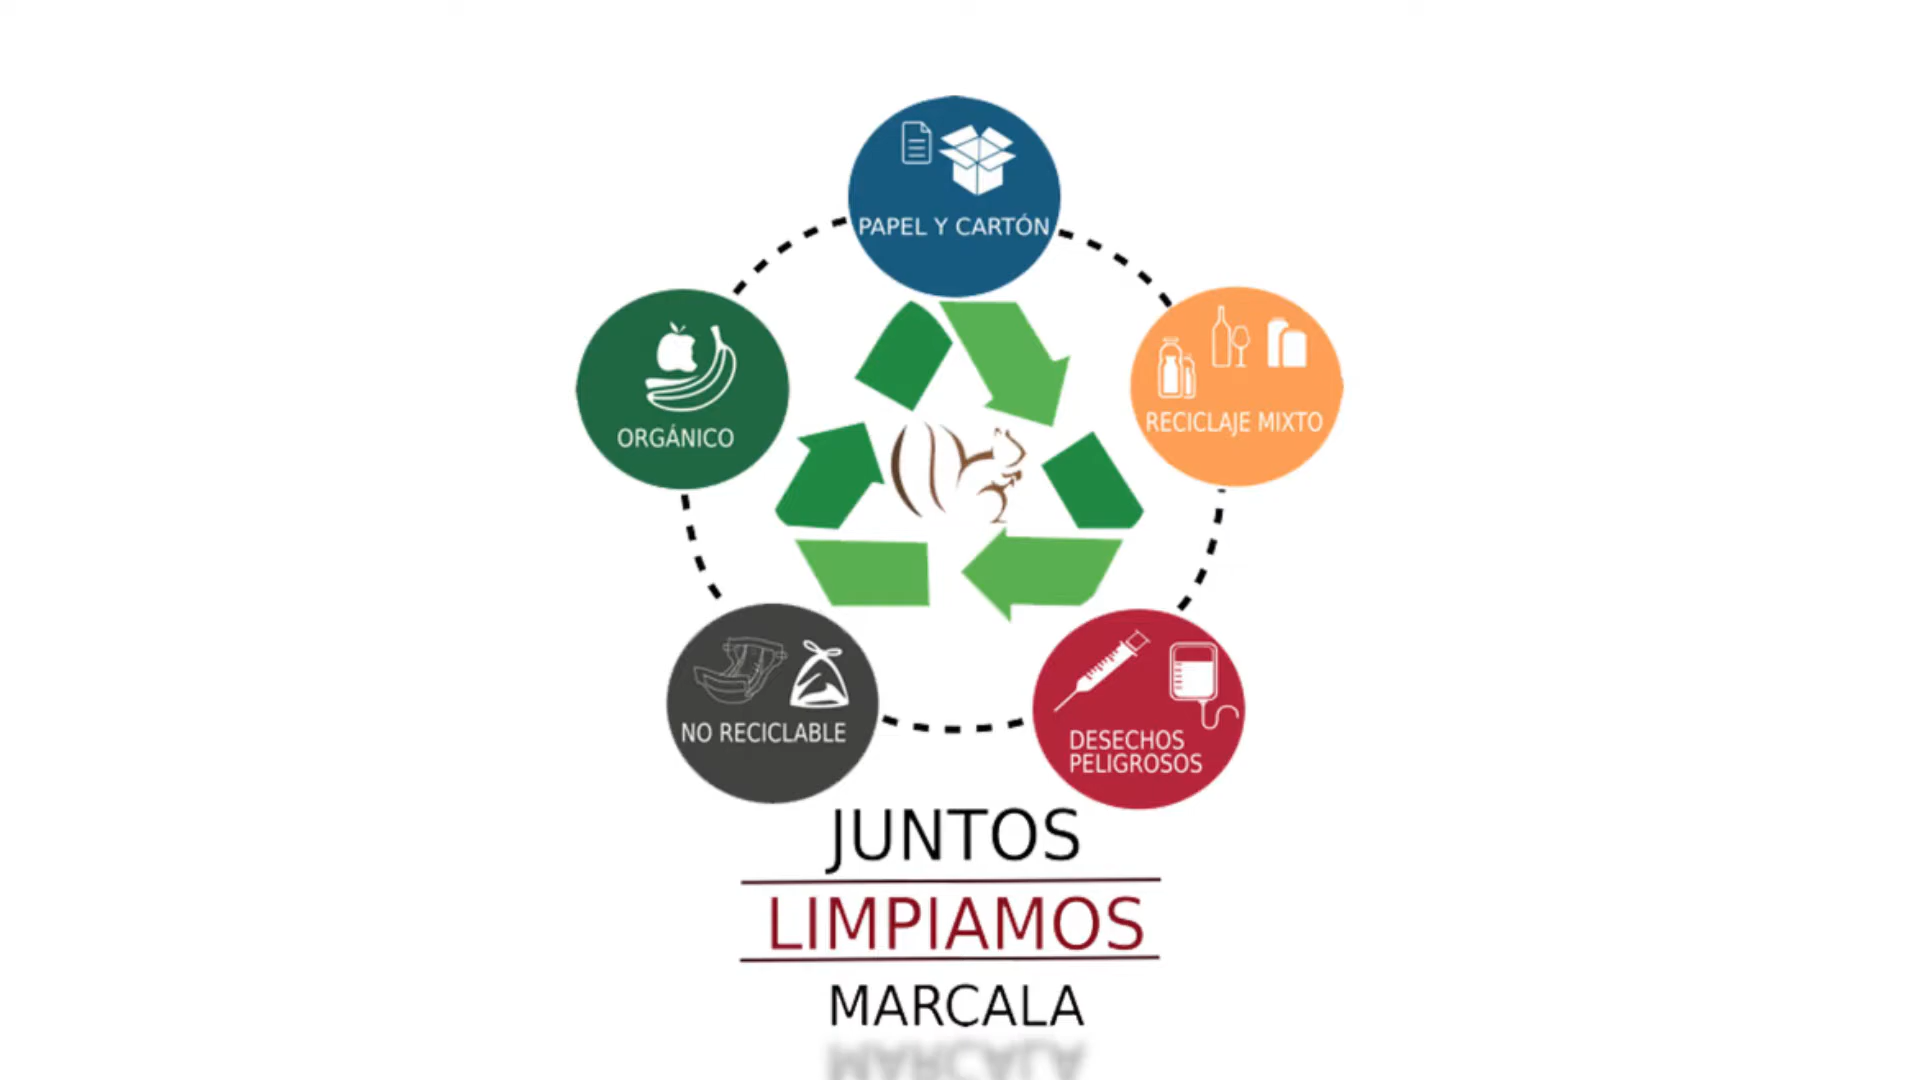 PAPEL Y CARTÓN
ORGÁNICO
RECICLAJE MIXTO
NO RECICLABLE
DESECHOS
PELIGROSOS
JUNTOS
LIMPIAMOS
MARCALA